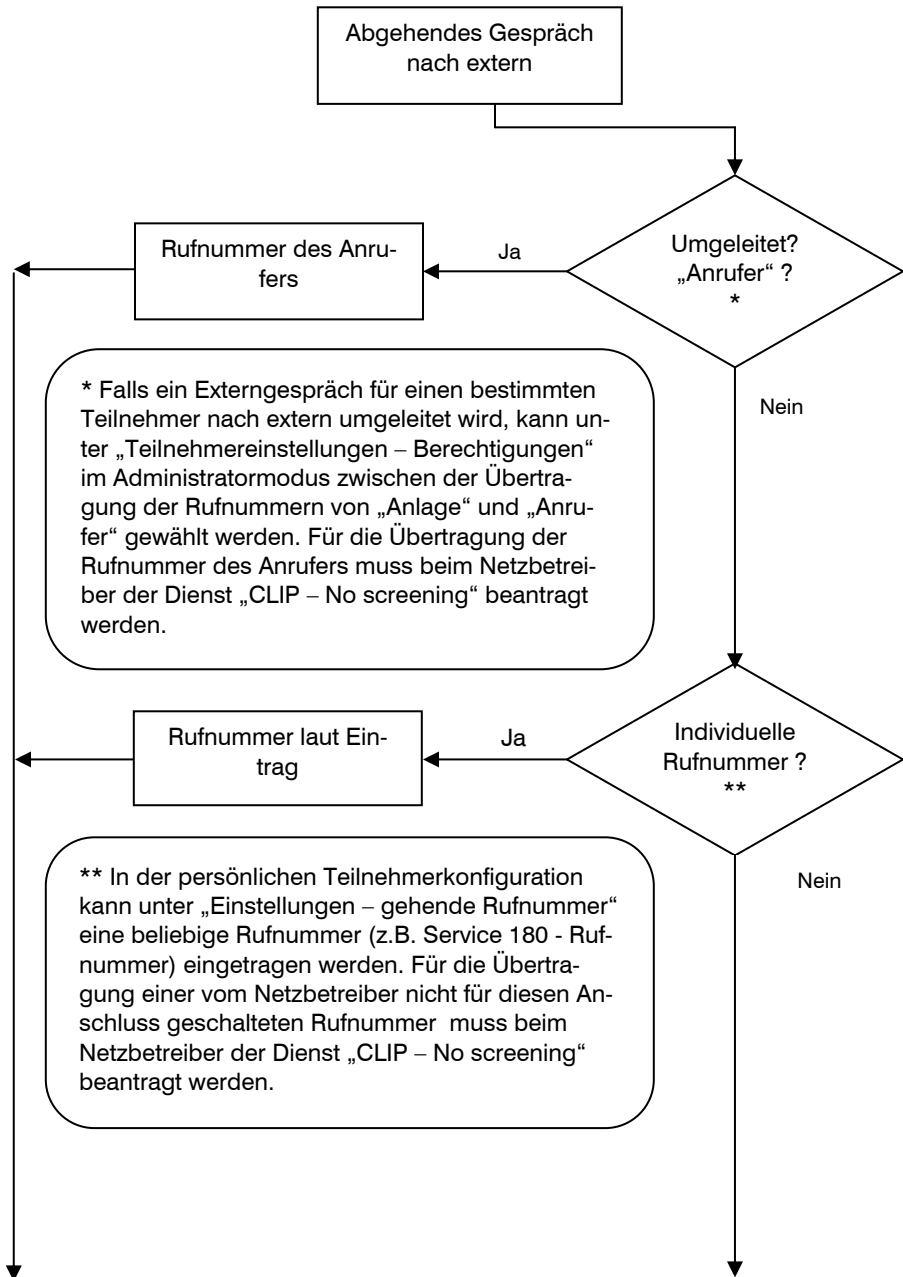 Abgehendes Gespräch
nach extern
Umgeleitet?
„Anrufer“ ?
*
Ja
Rufnummer des Anru-
fers
Nein
* Falls ein Externgespräch für einen bestimmten
Teilnehmer nach extern umgeleitet wird, kann un-
ter „Teilnehmereinstellungen – Berechtigungen“
im Administratormodus zwischen der Übertra-
gung der Rufnummern von „Anlage“ und „Anru-
fer“ gewählt werden. Für die Übertragung der
Rufnummer des Anrufers muss beim Netzbetrei-
ber der Dienst „CLIP – No screening“ beantragt
werden.
Individuelle
Rufnummer ?
**
Ja
Rufnummer laut Ein-
trag
Nein
** In der persönlichen Teilnehmerkonfiguration
kann unter „Einstellungen – gehende Rufnummer“
eine beliebige Rufnummer (z.B. Service 180 - Ruf-
nummer) eingetragen werden. Für die Übertra-
gung einer vom Netzbetreiber nicht für diesen An-
schluss geschalteten Rufnummer  muss beim
Netzbetreiber der Dienst „CLIP – No screening“
beantragt werden.